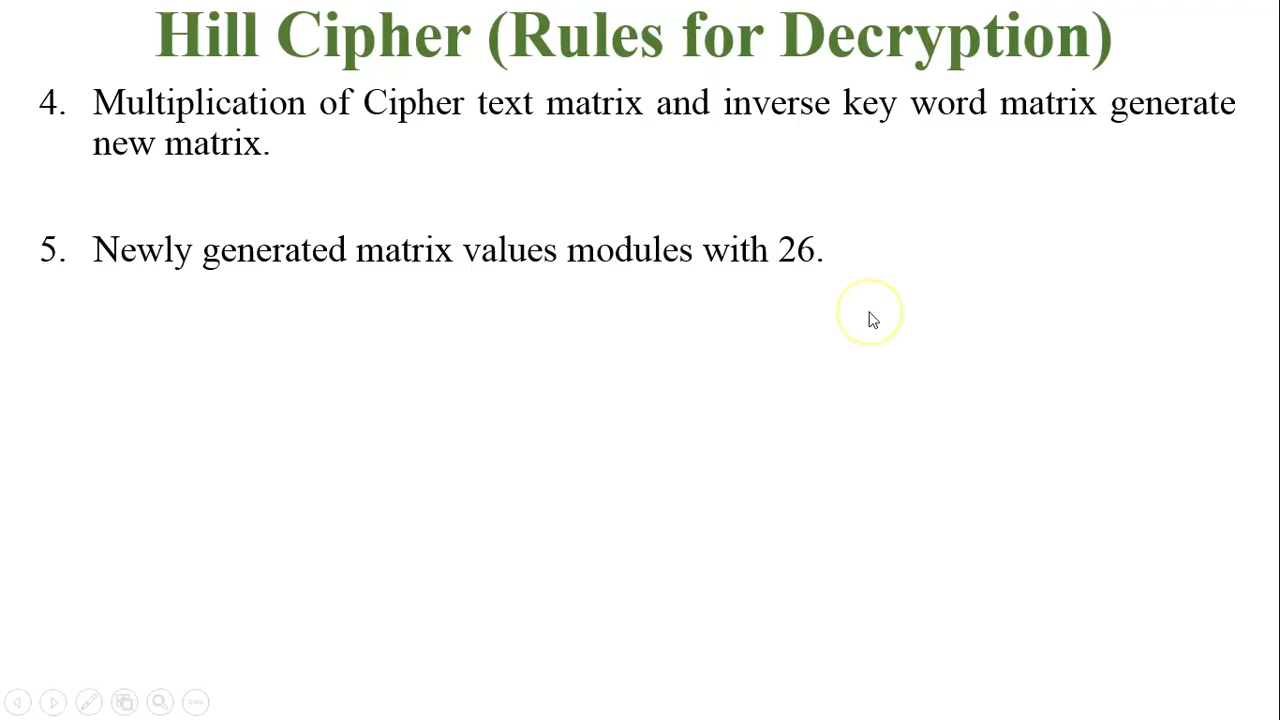 Hill Cipher (Rules for Decryption)
4. Multiplication of Cipher text matrix and inverse key word matrix generate
new matrix.
5. Newly generated matrix values modules with 26.